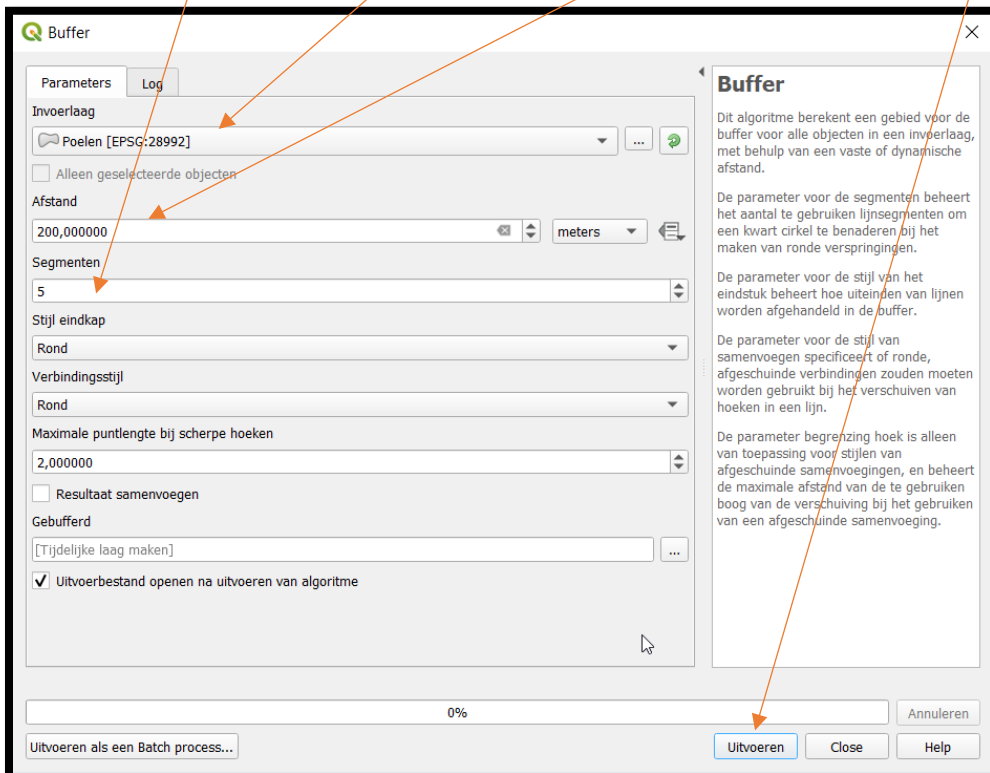 Buffer
Parameters
Log
Invoerlaag
Poelen [EPSG:28992]
...
Alleen geselecteerde objecten
Afstand
200,000000
meters
Segmenten
5
Stijl eindkap
Rond
Verbindingsstijl
Rond
Maximale puntlengte bij scherpe hoeken
2,000000
Resultaat samenvoegen
Gebufferd
[Tijdelijke laag maken]
...
Uitvoerbestand openen na uitvoeren van algoritme
Buffer
Dit algoritme berekent een gebied voor de
buffer voor alle objecten in een invoerlaag,
met behulp van een vaste of dynamische
afstand.
De parameter voor de segmenten beheert
het aantal te gebruiken lijnsegmenten om
een kwart cirkel te benaderen bij het
maken van ronde verspringingen.
De parameter voor de stijl van het
eindstuk beheert hoe uiteinden van lijnen
worden afgehandeld in de buffer.
De parameter voor de stijl van
samenvoegen specificeert of ronde,
afgeschuinde verbindingen zouden moeten
worden gebruikt bij het verschuiven van
hoeken in een lijn.
De parameter begrenzing hoek is alleen
van toepassing voor stijlen van
afgeschuinde samenvoegingen, en beheert
de maximale afstand van de te gebruiken
boog van de verschuiving bij het gebruiken
van een afgeschuinde samenvoeging.
0%
Annuleren
Uitvoeren als een Batch process...
Uitvoeren
Close
Help